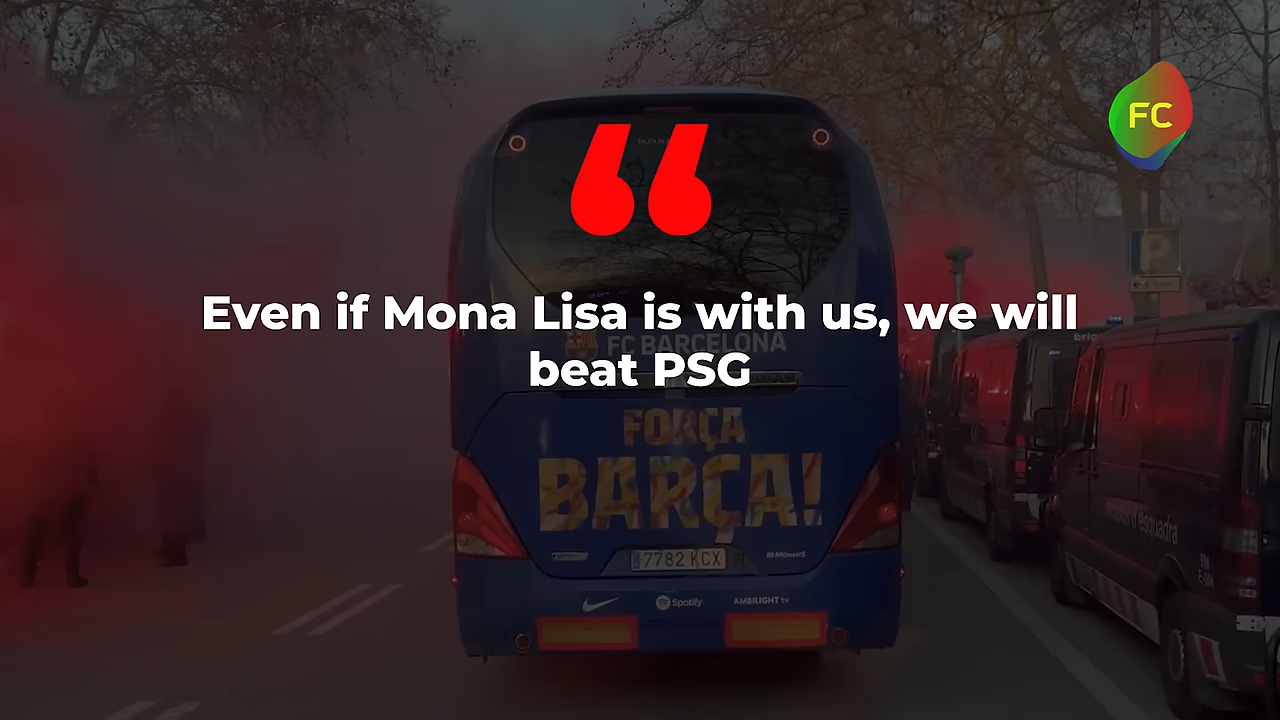 FC
“
Even if Mona Lisa is with us, we will
beat PSG
FC BARCELONA
FORÇA
BARÇA!
7782 KCX
Spotify
AMBILIGHT tv
P